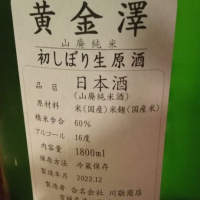 黄金澤
山廃純米
初しぼり生原酒
品目 日本酒
(山廃純米酒)
原材料 米(国産)米麹(国産米)
精米歩合 60%
アルコール 16度
内容量 1800ml
保存方法 冷蔵保存
製造年月 2022.12
製造者 合名会社 川敬商店